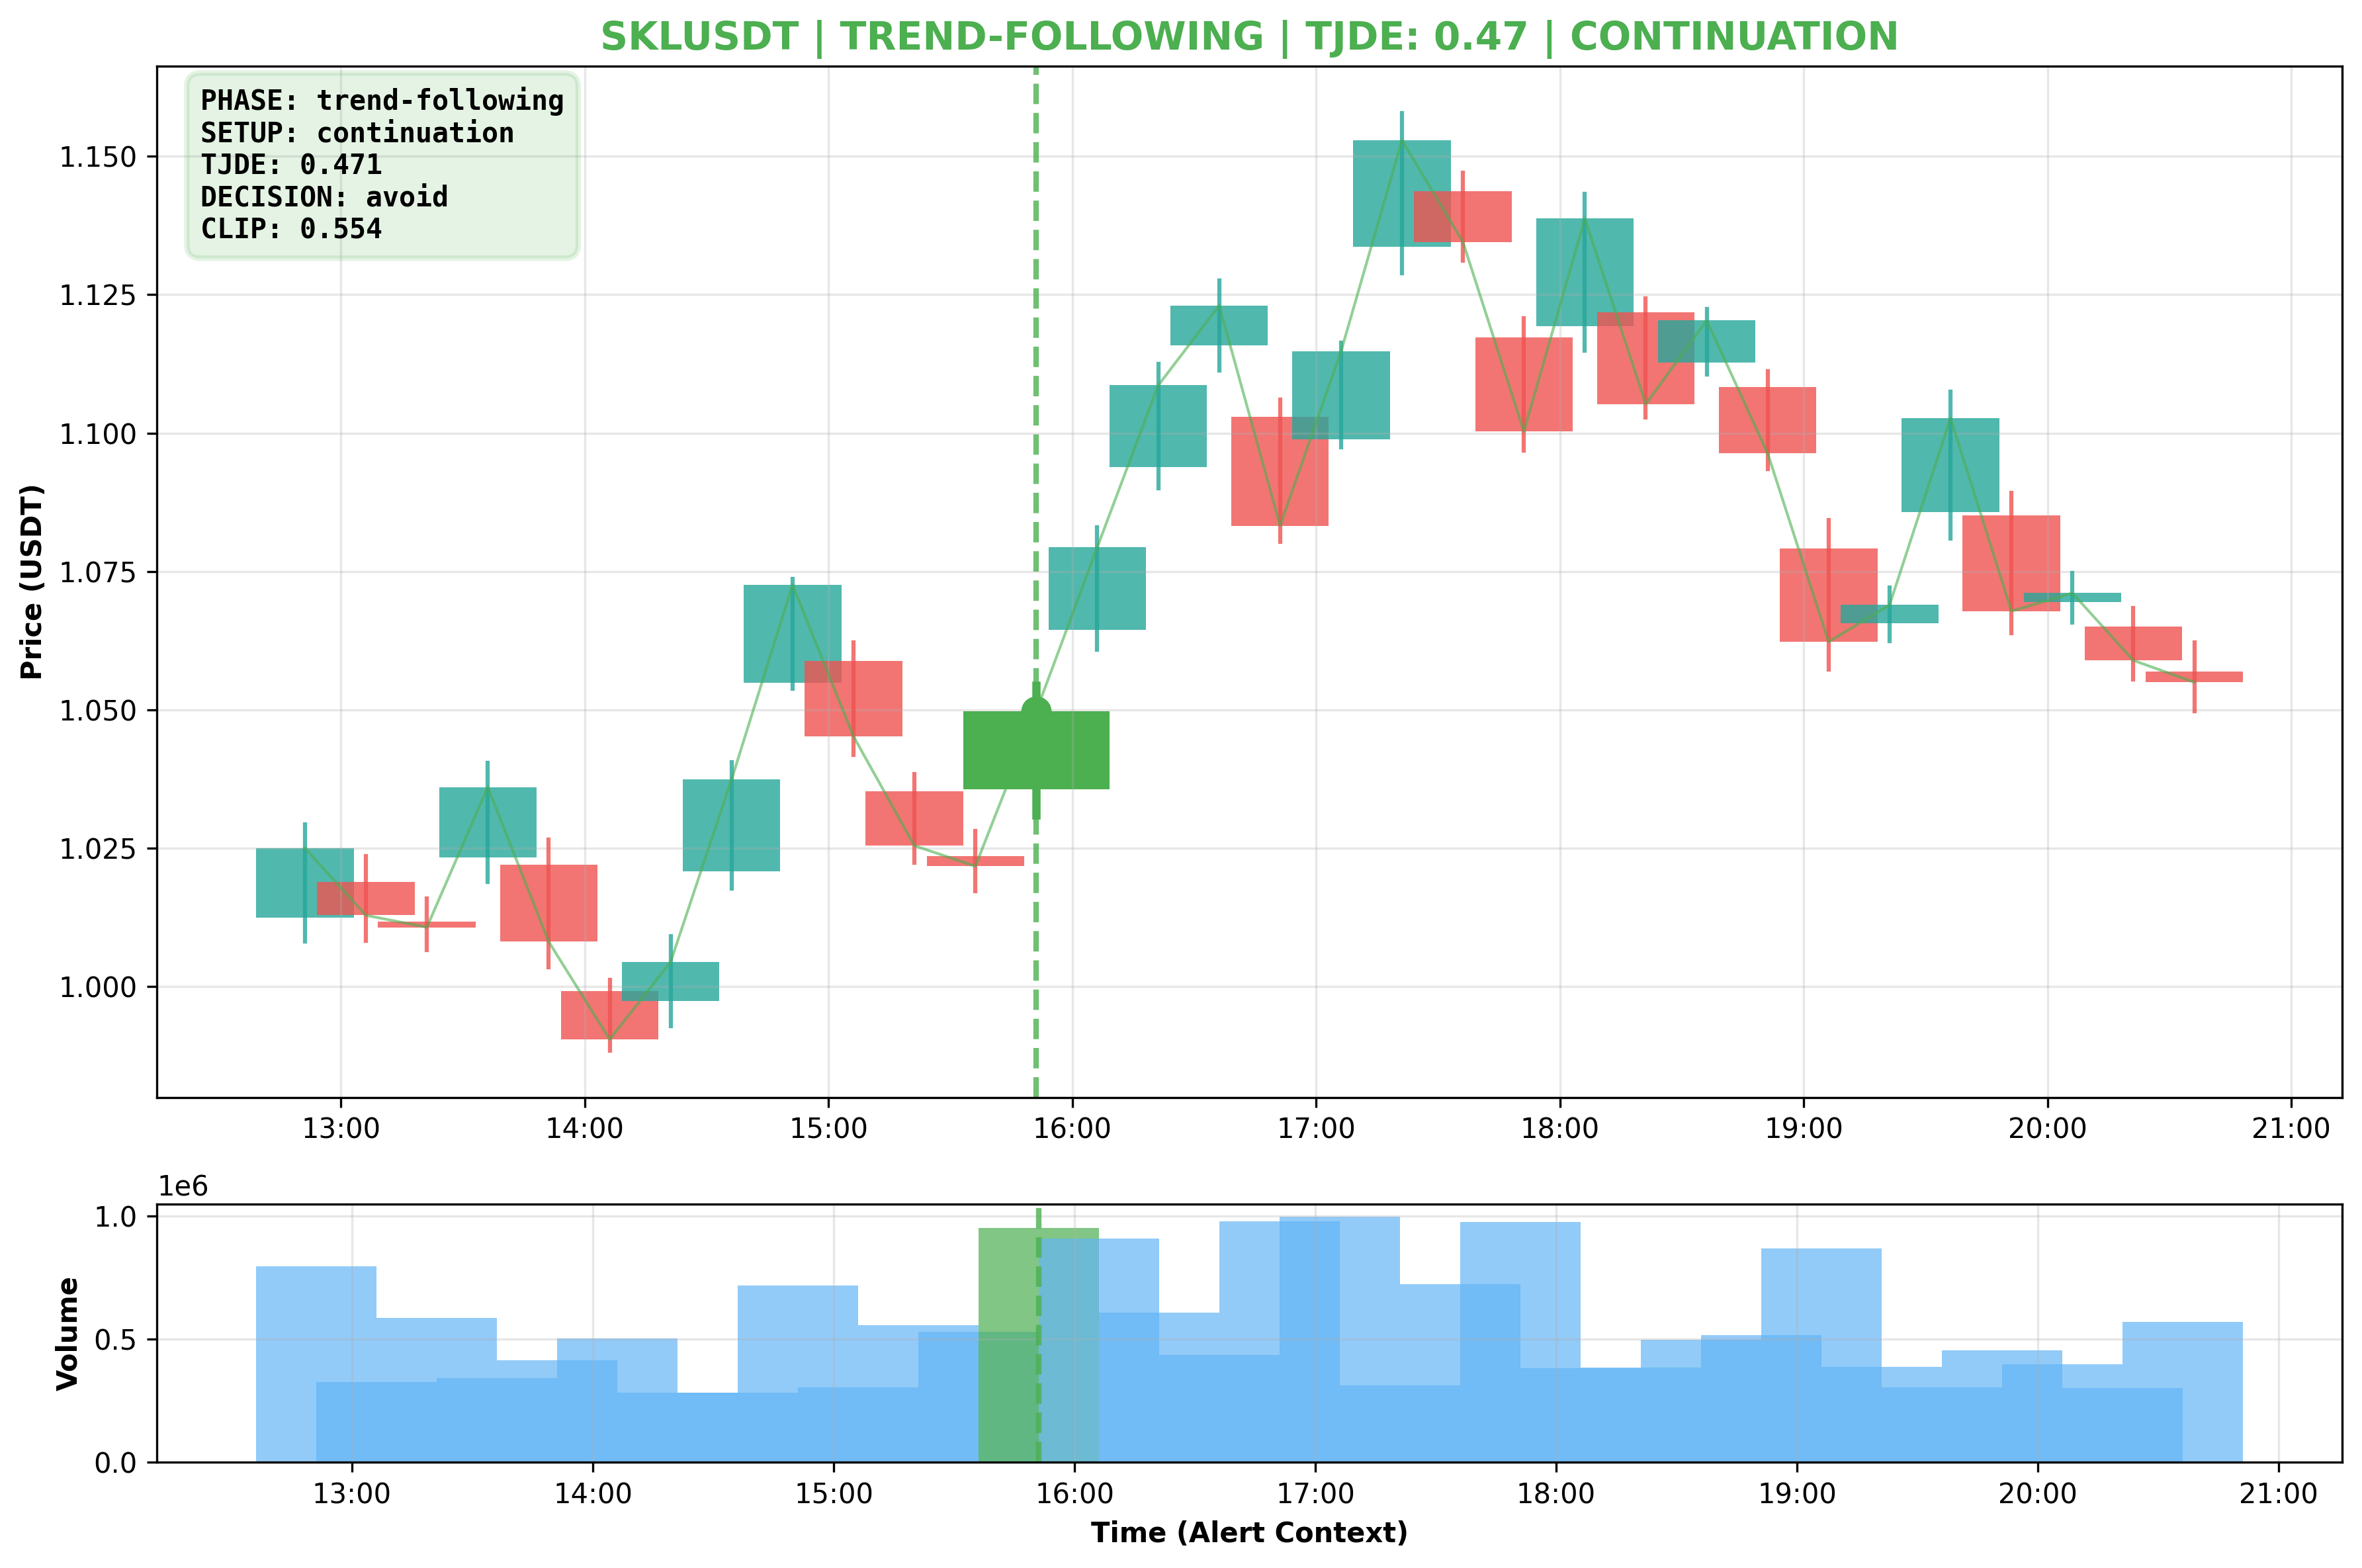 SKLUSDT | TREND-FOLLOWING | TJDE: 0.47 | CONTINUATION
PHASE: trend-following
SETUP: continuation
TJDE: 0.471
DECISION: avoid
CLIP: 0.554
Price (USDT)
1.150
1.125
1.100
1.075
1.050
1.025
1.000
13:00 14:00 15:00 16:00 17:00 18:00 19:00 20:00 21:00
1e6
Volume
1.0
0.5
0.0
13:00 14:00 15:00 16:00 17:00 18:00 19:00 20:00 21:00
Time (Alert Context)